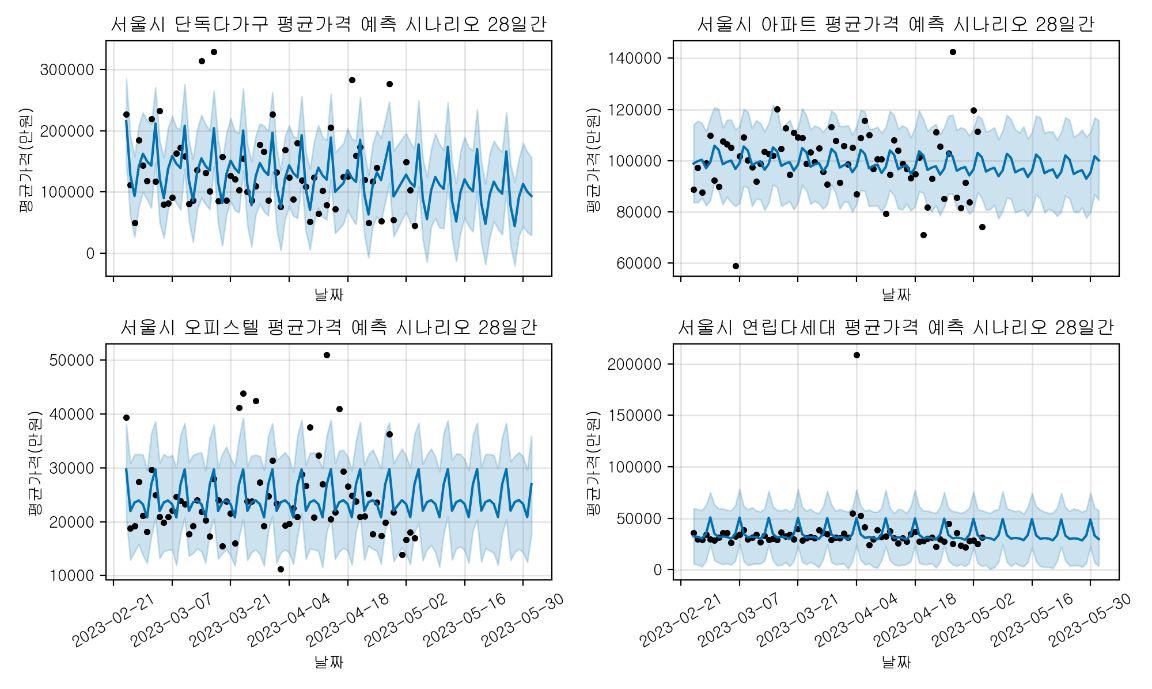 서울시 단독다가구 평균가격 예측 시나리오 28일간
평균가격(만원)
300000
200000
100000
0
날짜
서울시 아파트 평균가격 예측 시나리오 28일간
평균가격(만원)
140000
120000
100000
80000
60000
날짜
서울시 오피스텔 평균가격 예측 시나리오 28일간
평균가격(만원)
50000
40000
30000
20000
10000
2023-02-21
2023-03-07
2023-03-21
2023-04-04
2023-04-18
2023-05-02
2023-05-16
2023-05-30
날짜
서울시 연립다세대 평균가격 예측 시나리오 28일간
평균가격(만원)
200000
150000
100000
50000
0
2023-02-21
2023-03-07
2023-03-21
2023-04-04
2023-04-18
2023-05-02
2023-05-16
2023-05-30
날짜